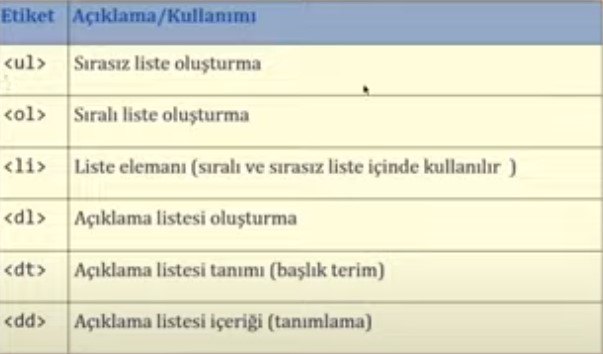 Etiket Açıklama/Kullanımı
<ul> Sırasız liste oluşturma
<ol> Sıralı liste oluşturma
<li> Liste elemanı (sıralı ve sırasız liste içinde kullanılır )
<dl> Açıklama listesi oluşturma
<dt> Açıklama listesi tanımı (başlık terim)
<dd> Açıklama listesi içeriği (tanımlama)